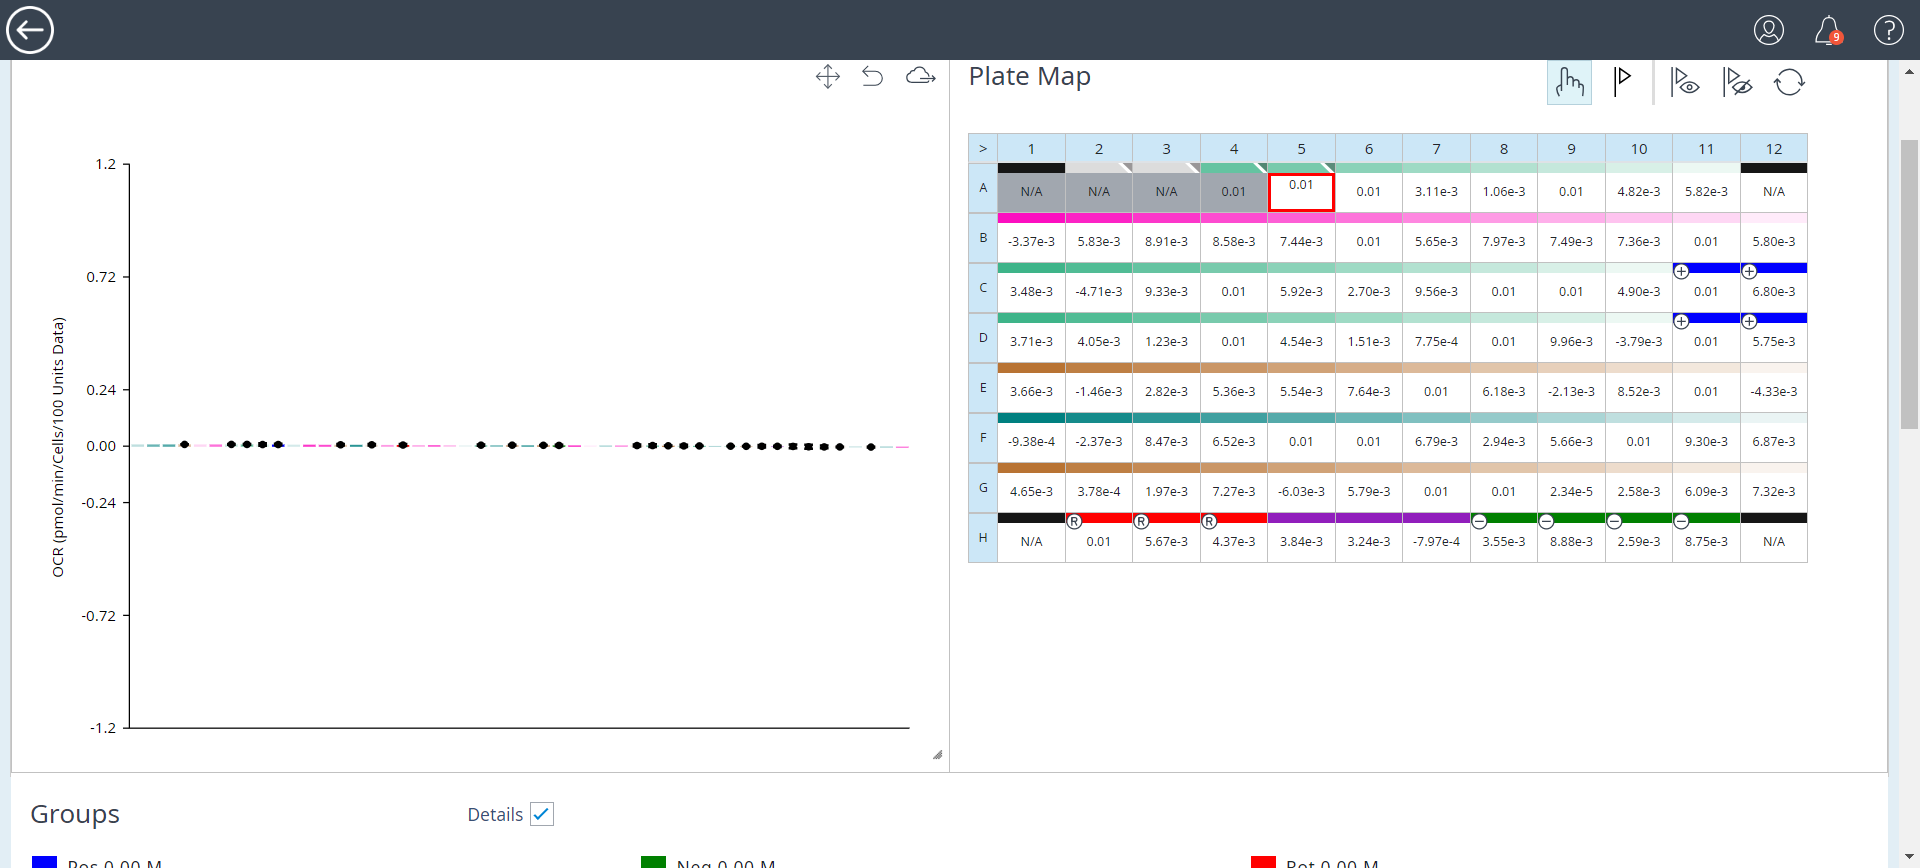 9
?
Plate Map
1.2
0.72
0.24
0.00
-0.24
-0.72
-1.2
OCR (pmol/min/Cells/100 Units Data)
> 1 2 3 4 5 6 7 8 9 10 11 12
A N/A N/A N/A 0.01 0.01 0.01 3.11e-3 1.06e-3 0.01 4.82e-3 5.82e-3 N/A
B -3.37e-3 5.83e-3 8.91e-3 8.58e-3 7.44e-3 0.01 5.65e-3 7.97e-3 7.49e-3 7.36e-3 0.01 5.80e-3
C 3.48e-3 -4.71e-3 9.33e-3 0.01 5.92e-3 2.70e-3 9.56e-3 0.01 0.01 4.90e-3 + 0.01 + 6.80e-3
D 3.71e-3 4.05e-3 1.23e-3 0.01 4.54e-3 1.51e-3 7.75e-4 0.01 9.96e-3 -3.79e-3 + 0.01 + 5.75e-3
E 3.66e-3 -1.46e-3 2.82e-3 5.36e-3 5.54e-3 7.64e-3 0.01 6.18e-3 -2.13e-3 8.52e-3 0.01 -4.33e-3
F -9.38e-4 -2.37e-3 8.47e-3 6.52e-3 0.01 0.01 6.79e-3 2.94e-3 5.66e-3 0.01 9.30e-3 6.87e-3
G 4.65e-3 3.78e-4 1.97e-3 7.27e-3 -6.03e-3 5.79e-3 0.01 0.01 2.34e-5 2.58e-3 6.09e-3 7.32e-3
H N/A R 0.01 R 5.67e-3 R 4.37e-3 3.84e-3 3.24e-3 -7.97e-4 − 3.55e-3 − 8.88e-3 − 2.59e-3 − 8.75e-3 N/A
Groups
Details
Pos 0.00 M
Neg 0.00 M
Rot 0.00 M